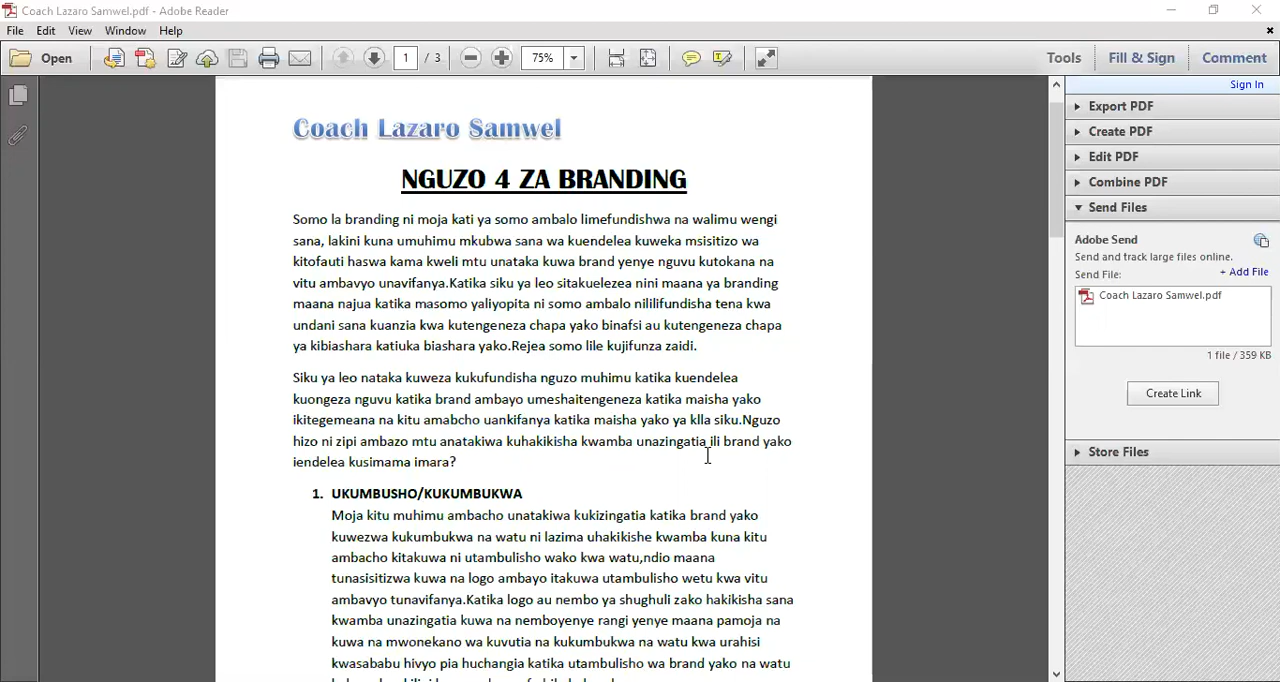 Coach Lazaro Samwel.pdf - Adobe Reader
File Edit View Window Help
Open 1 / 3 75% Tools Fill & Sign Comment
Sign In
Export PDF
Create PDF
Edit PDF
Combine PDF
Send Files
Adobe Send
Send and track large files online.
Send File: + Add File
Coach Lazaro Samwel.pdf
1 file / 359 KB
Create Link
Store Files
Coach Lazaro Samwel
NGUZO 4 ZA BRANDING
Somo la branding ni moja kati ya somo ambalo limefundishwa na walimu wengi
sana, lakini kuna umuhimu mkubwa sana wa kuendelea kuweka msisitizo wa
kitofauti haswa kama kweli mtu unataka kuwa brand yenye nguvu kutokana na
vitu ambavyo unavifanya.Katika siku ya leo sitakuelezea nini maana ya branding
maana najua katika masomo yaliyopita ni somo ambalo nililifundisha tena kwa
undani sana kuanzia kwa kutengeneza chapa yako binafsi au kutengeneza chapa
ya kibiashara katiuka biashara yako.Rejea somo lile kujifunza zaidi.
Siku ya leo nataka kuweza kukufundisha nguzo muhimu katika kuendelea
kuongeza nguvu katika brand ambayo umeshaitengeneza katika maisha yako
ikitegemeana na kitu amabcho uankifanya katika maisha yako ya klla siku.Nguzo
hizo ni zipi ambazo mtu anatakiwa kuhakikisha kwamba unazingatia ili brand yako
iendelea kusimama imara?
1. UKUMBUSHO/KUKUMBUKWA
Moja kitu muhimu ambacho unatakiwa kukizingatia katika brand yako
kuwezwa kukumbukwa na watu ni lazima uhakikishe kwamba kuna kitu
ambacho kitakuwa ni utambulisho wako kwa watu,ndio maana
tunasisitizwa kuwa na logo ambayo itakuwa utambulisho wetu kwa vitu
ambavyo tunavifanya.Katika logo au nembo ya shughuli zako hakikisha sana
kwamba unazingatia kuwa na nemboyenye rangi yenye maana pamoja na
kuwa na mwonekano wa kuvutia na kukumbukwa na watu kwa urahisi
kwasababu hivyo pia huchangia katika utambulisho wa brand yako na watu